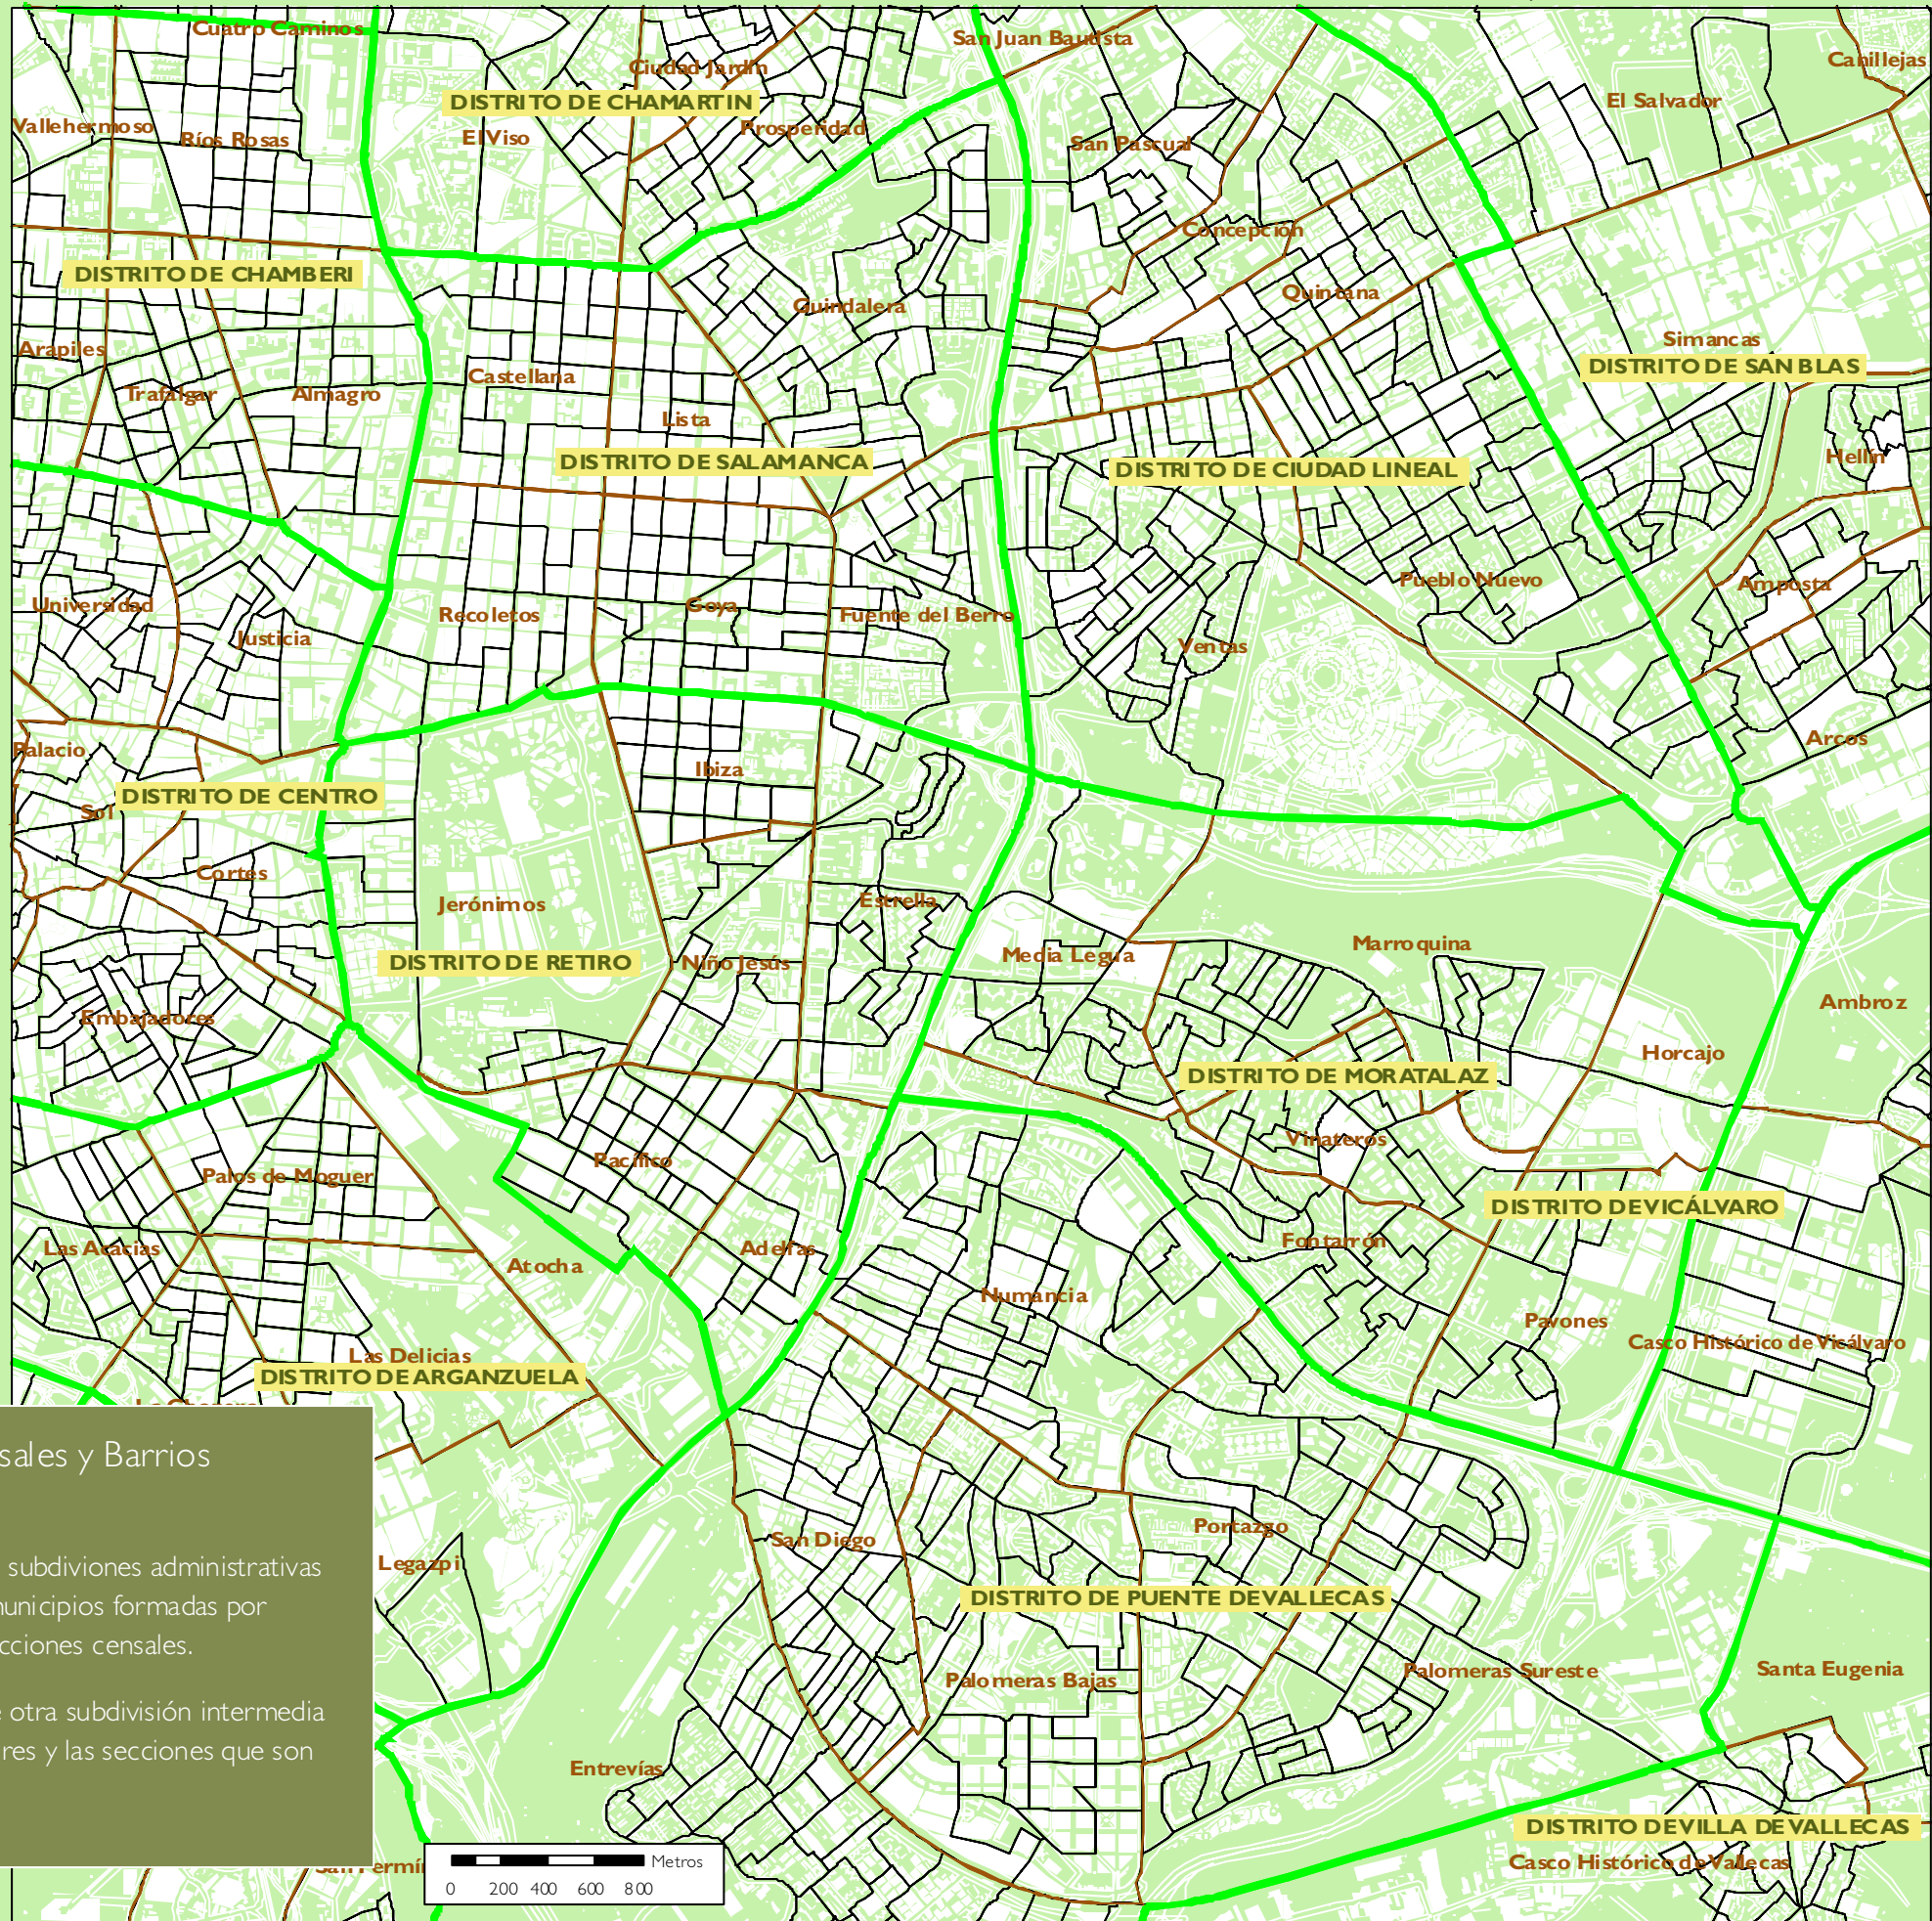 Cuatro Caminos
San Juan Bautista
Ciudad Jardín
Canillejas
DISTRITO DE CHAMARTIN
El Salvador
Vallehermoso
Ríos Rosas
El Viso
Prosperidad
San Pascual
Concepción
DISTRITO DE CHAMBERI
Quintana
Guindalera
Simancas
Arapiles
DISTRITO DE SAN BLAS
Castellana
Trafalgar
Almagro
Lista
Hellín
DISTRITO DE SALAMANCA
DISTRITO DE CIUDAD LINEAL
Pueblo Nuevo
Amposta
Universidad
Goya
Recoletos
Fuente del Berro
Justicia
Ventas
Arcos
Palacio
Ibiza
DISTRITO DE CENTRO
Sol
Cortes
Estrella
Jerónimos
Marroquina
Media Legua
DISTRITO DE RETIRO
Niño Jesús
Ambroz
Embajadores
Horcajo
DISTRITO DE MORATALAZ
Vinateros
Pacífico
Palos de Moguer
DISTRITO DE VICÁLVARO
Fontarrón
Las Acacias
Adelfas
Atocha
Numancia
Pavones
Casco Histórico de Vicálvaro
Las Delicias
DISTRITO DE ARGANZUELA
sales y Barrios
Portazgo
San Diego
Legazpi
subdiviones administrativas
DISTRITO DE PUENTE DE VALLECAS
unicipios formadas por
cciones censales.
Santa Eugenia
Palomeras Sureste
Palomeras Bajas
e otra subdivisión intermedia
res y las secciones que son
Entrevías
DISTRITO DE VILLA DE VALLECAS
Casco Histórico de Vallecas
San Fermín
Metros
0 200 400 600 800